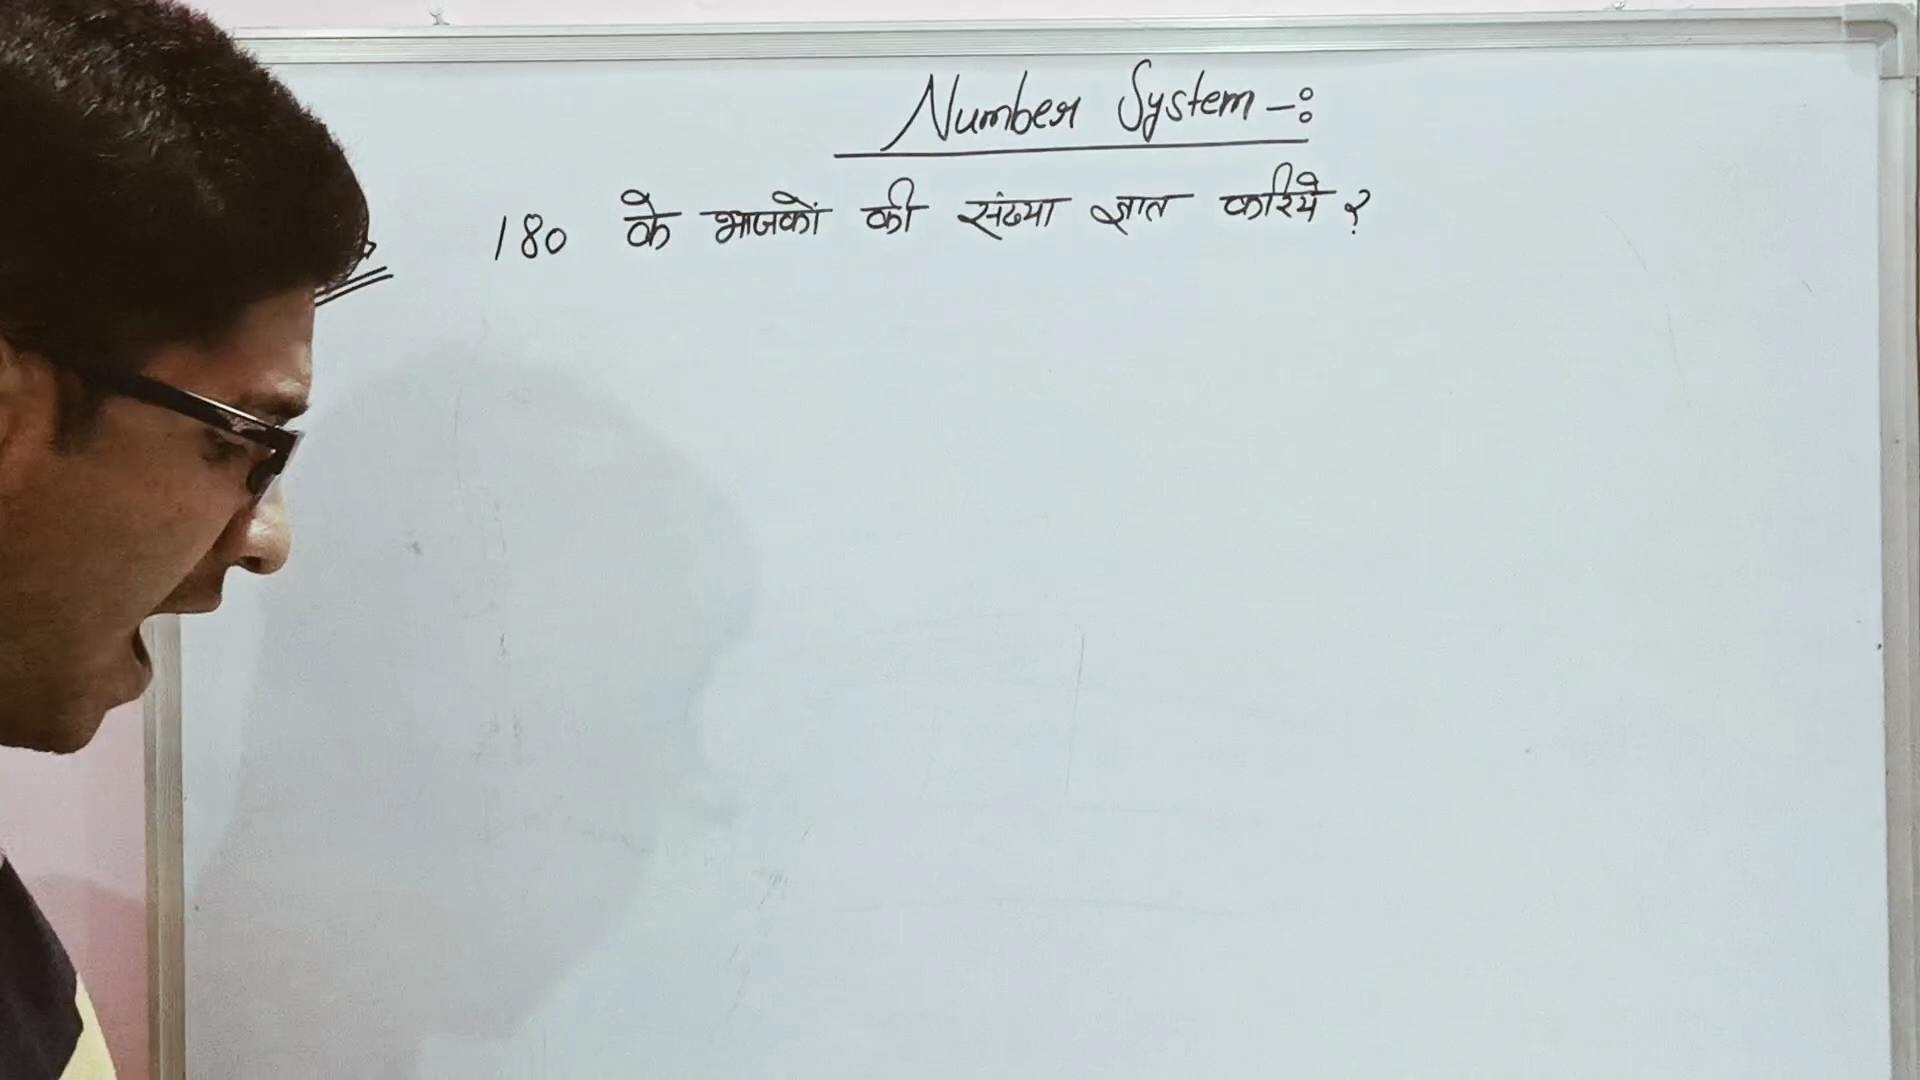 Number System -:
180 के भाजकों की संख्या ज्ञात करिये ?